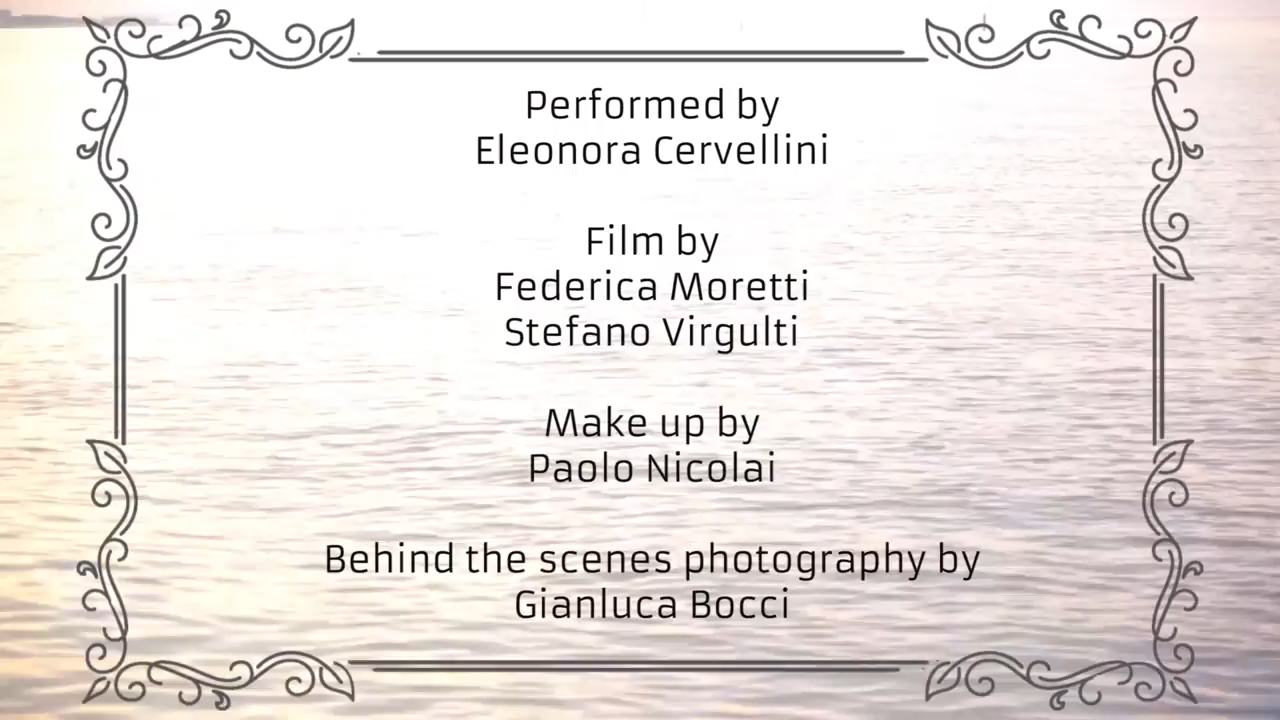 Performed by
Eleonora Cervellini
Film by
Federica Moretti
Stefano Virgulti
Make up by
Paolo Nicolai
Behind the scenes photography by
Gianluca Bocci